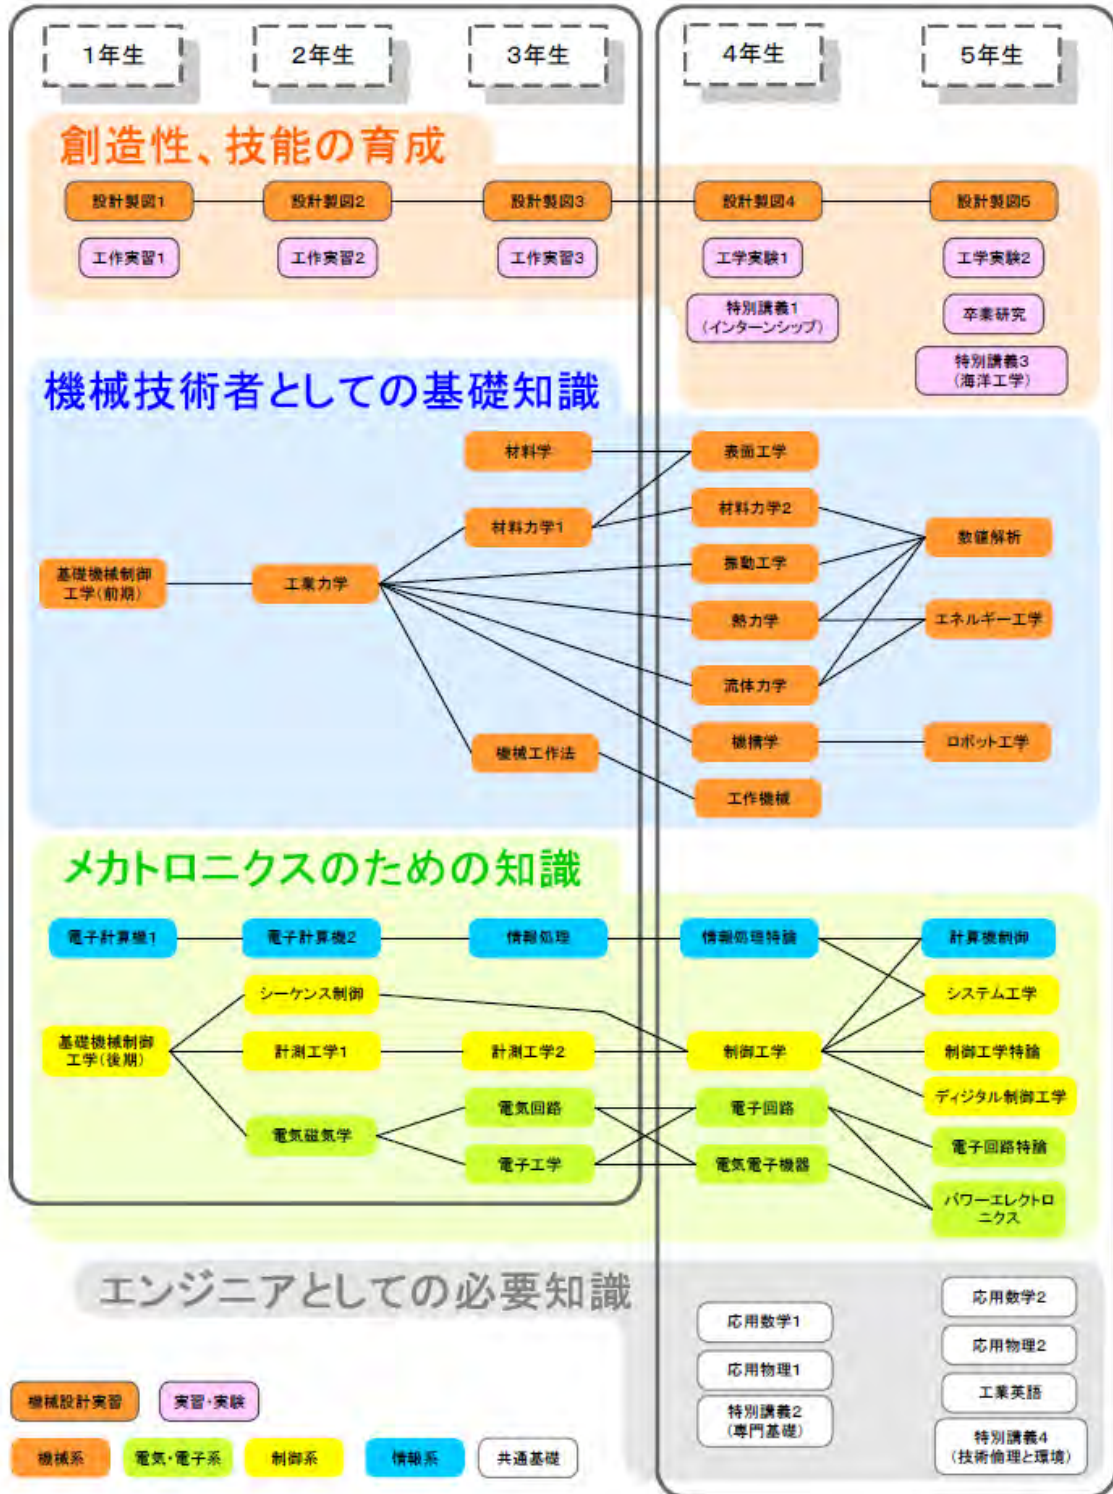 1年生
2年生
3年生
4年生
5年生
創造性、技能の育成
設計製図1
設計製図2
設計製図3
設計製図4
設計製図5
工作実習1
工作実習2
工作実習3
工学実験1
工学実験2
特別講義1
(インターンシップ)
卒業研究
特別講義3
(海洋工学)
機械技術者としての基礎知識
材料学
表面工学
材料力学1
材料力学2
数値解析
基礎機械制御
工学(前期)
工業力学
振動工学
熱力学
エネルギー工学
流体力学
機械工作法
機構学
ロボット工学
工作機械
メカトロニクスのための知識
電子計算機1
電子計算機2
情報処理
情報処理特論
計算機制御
シーケンス制御
システム工学
基礎機械制御
工学(後期)
計測工学1
計測工学2
制御工学
制御工学特論
ディジタル制御工学
電気磁気学
電気回路
電子回路
電子回路特論
電子工学
電気電子機器
パワーエレクトロ
ニクス
エンジニアとしての必要知識
応用数学1
応用数学2
応用物理1
応用物理2
特別講義2
(専門基礎)
工業英語
特別講義4
(技術倫理と環境)
機械設計実習
実習・実験
機械系
電気・電子系
制御系
情報系
共通基礎